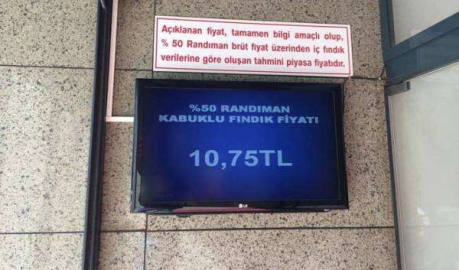 Açıklanan fiyat, tamamen bilgi amaçlı olup,
% 50 Randıman brüt fiyat üzerinden iç fındık
verilerine göre oluşan tahmini piyasa fiyatıdır.
%50 RANDIMAN
KABUKLU FINDIK FİYATI
10,75TL
LG